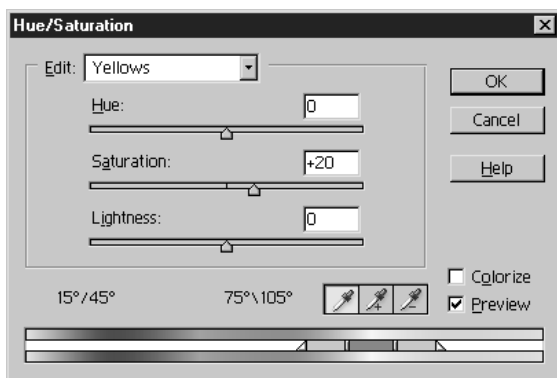 Hue/Saturation
Edit: Yellows
OK
Hue: 0
Cancel
Saturation: +20
Help
Lightness: 0
Colorize
15°/45° 75°\105°
Preview